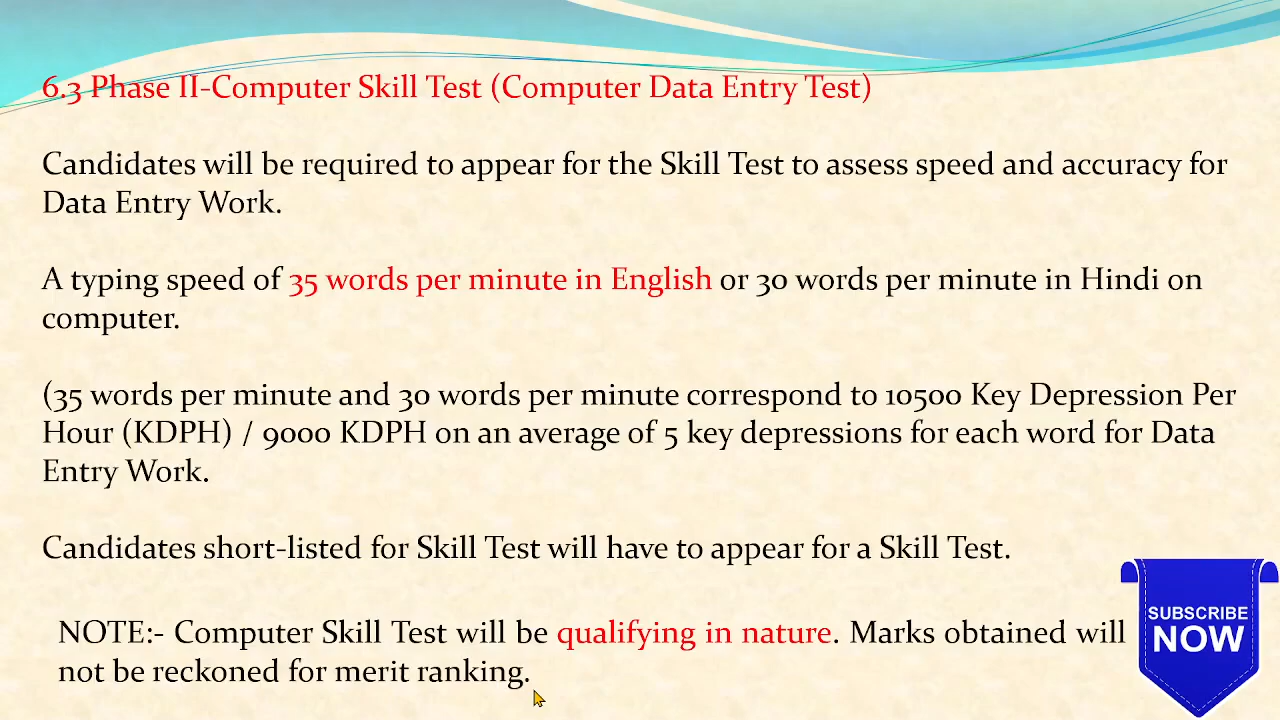 6.3 Phase II-Computer Skill Test (Computer Data Entry Test)
Candidates will be required to appear for the Skill Test to assess speed and accuracy for
Data Entry Work.
A typing speed of 35 words per minute in English or 30 words per minute in Hindi on
computer.
(35 words per minute and 30 words per minute correspond to 10500 Key Depression Per
Hour (KDPH) / 9000 KDPH on an average of 5 key depressions for each word for Data
Entry Work.
Candidates short-listed for Skill Test will have to appear for a Skill Test.
NOTE:- Computer Skill Test will be qualifying in nature. Marks obtained will
not be reckoned for merit ranking.
SUBSCRIBE
NOW